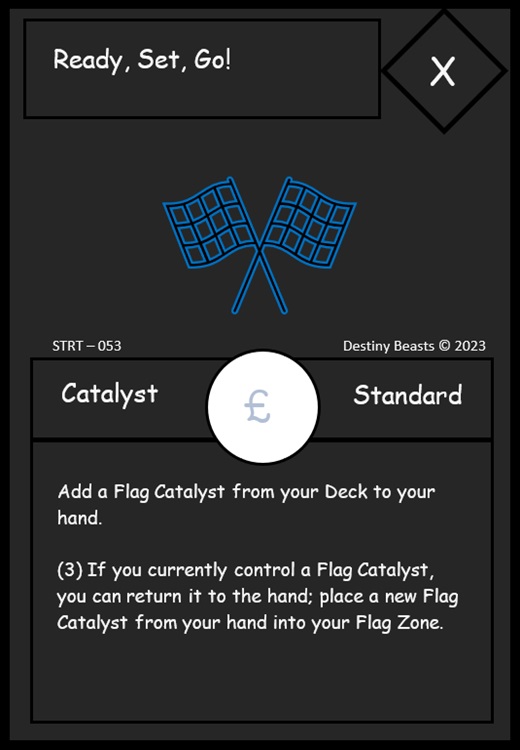 Ready, Set, Go!
X
STRT – 053
Destiny Beasts © 2023
Catalyst
£
Standard
Add a Flag Catalyst from your Deck to your
hand.
(3) If you currently control a Flag Catalyst,
you can return it to the hand; place a new Flag
Catalyst from your hand into your Flag Zone.